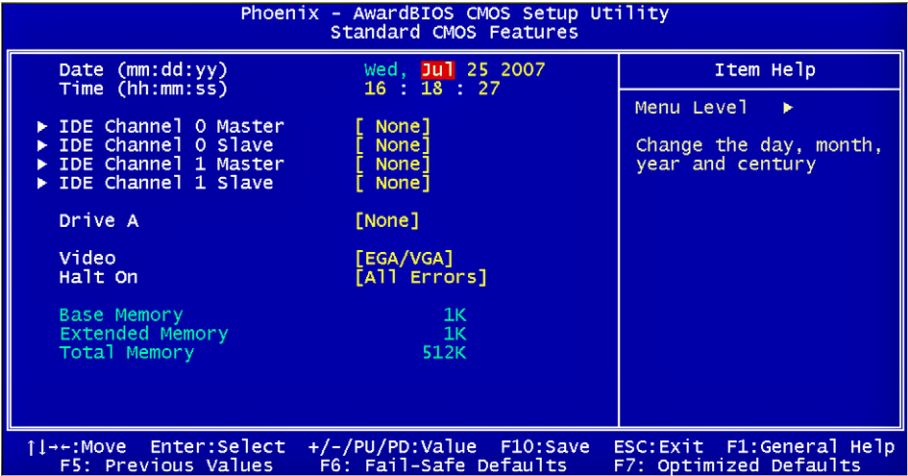 Phoenix - AwardBIOS CMOS Setup Utility
Standard CMOS Features
Date (mm:dd:yy) Wed, Jul 25 2007
Time (hh:mm:ss) 16 : 18 : 27
IDE Channel 0 Master [ None]
IDE Channel 0 Slave [ None]
IDE Channel 1 Master [ None]
IDE Channel 1 Slave [ None]
Drive A [None]
Video [EGA/VGA]
Halt On [All Errors]
Base Memory 1K
Extended Memory 1K
Total Memory 512K
Item Help
Menu Level ▶
Change the day, month,
year and century
↑↓→←:Move Enter:Select +/-/PU/PD:Value F10:Save ESC:Exit F1:General Help
F5: Previous Values F6: Fail-Safe Defaults F7: Optimized Defaults